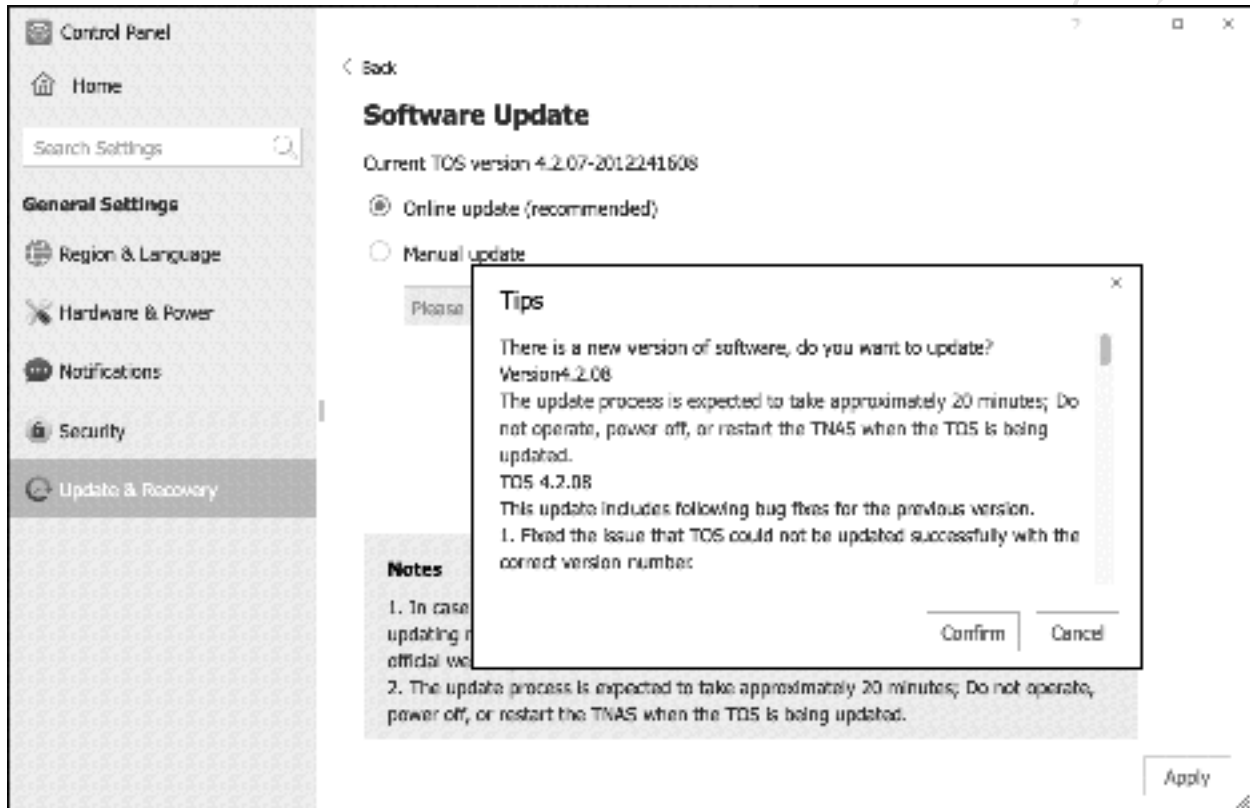 Control Panel
Home
Search Settings
General Settings
Region & Language
Hardware & Power
Notifications
Security
Update & Recovery
?
Back
Software Update
Current TOS version 4.2.07-2012241608
Online update (recommended)
Manual update
Please
Tips
There is a new version of software, do you want to update?
Version4.2.08
The update process is expected to take approximately 20 minutes; Do
not operate, power off, or restart the TNAS when the TOS is being
updated.
TOS 4.2.08
This update includes following bug fixes for the previous version.
1. Fixed the issue that TOS could not be updated successfully with the
correct version number.
Confirm
Cancel
Notes
1. In case
updating
official
2. The update process is expected to take approximately 20 minutes; Do not operate,
power off, or restart the TNAS when the TOS is being updated.
Apply